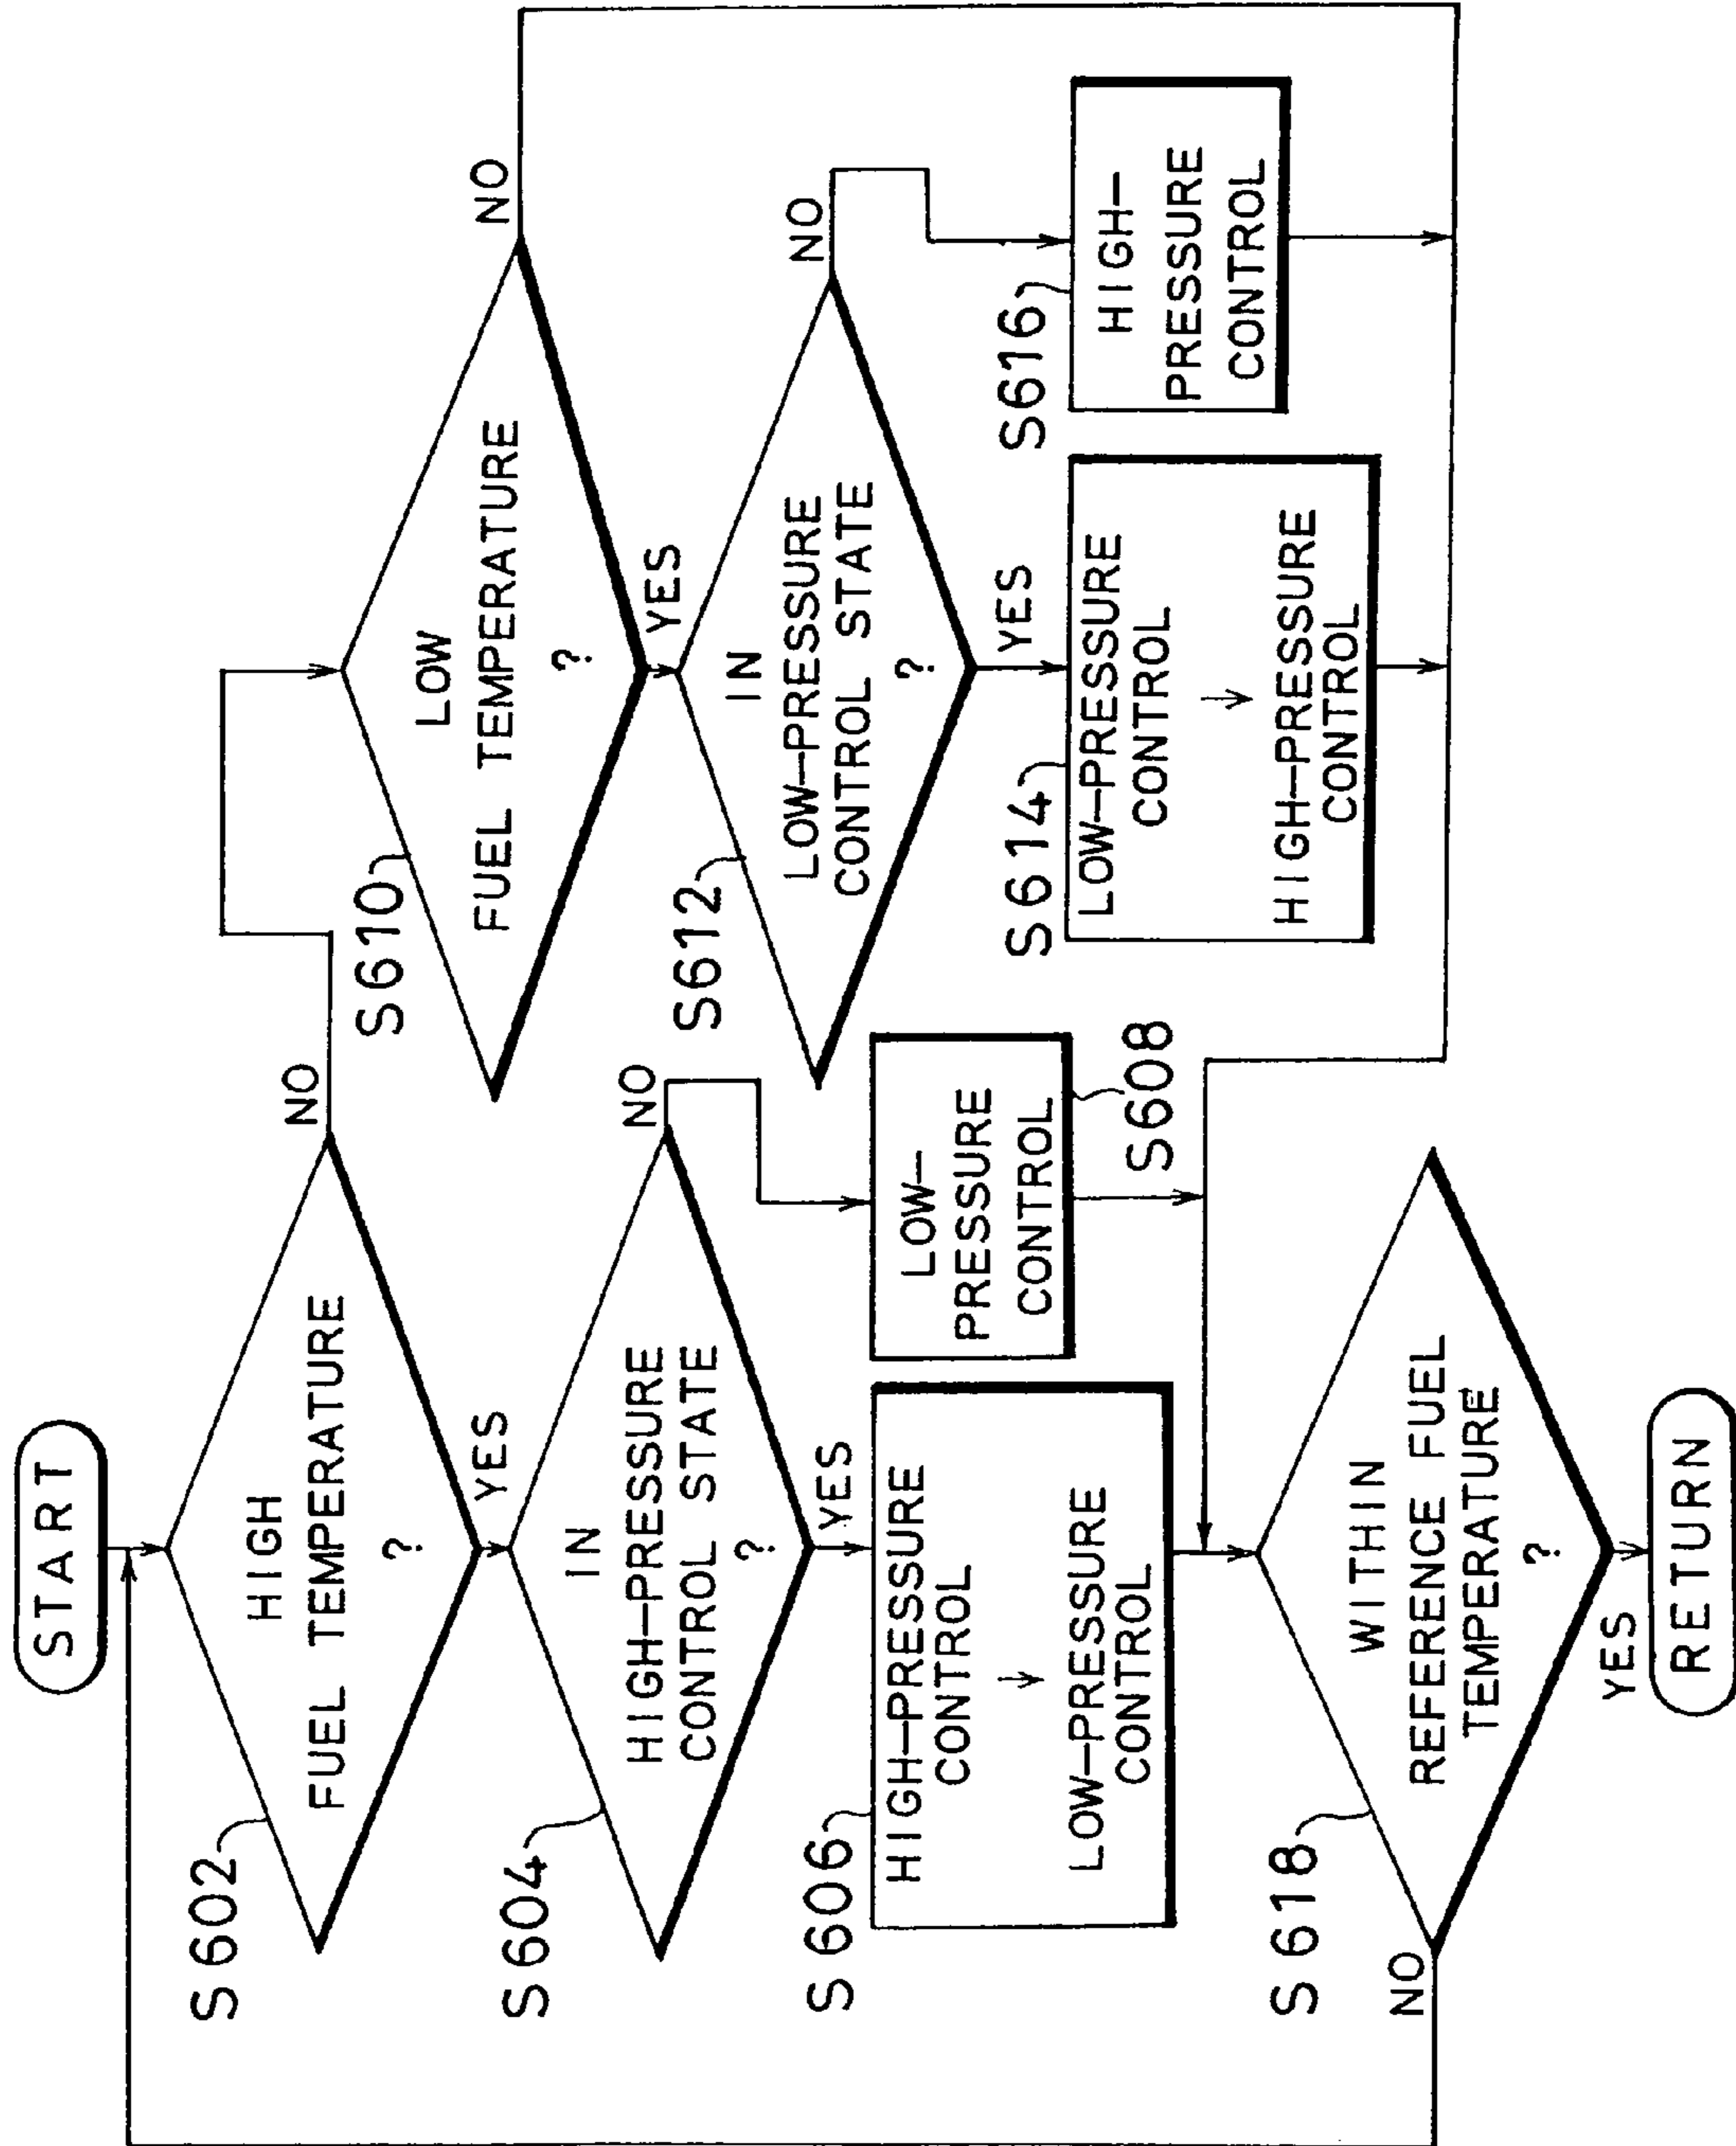 START
HIGH
FUEL TEMPERATURE
?
S602
NO
YES
IN
HIGH-PRESSURE
CONTROL STATE
?
S604
NO
YES
S606
HIGH-PRESSURE
CONTROL
↓
LOW-PRESSURE
CONTROL
LOW-
PRESSURE
CONTROL
S608
LOW
FUEL TEMPERATURE
?
S610
NO
YES
IN
LOW-PRESSURE
CONTROL STATE
?
S612
NO
YES
S614
LOW-PRESSURE
CONTROL
↓
HIGH-PRESSURE
CONTROL
S616
HIGH-
PRESSURE
CONTROL
WITHIN
REFERENCE FUEL
TEMPERATURE
?
S618
NO
YES
RETURN